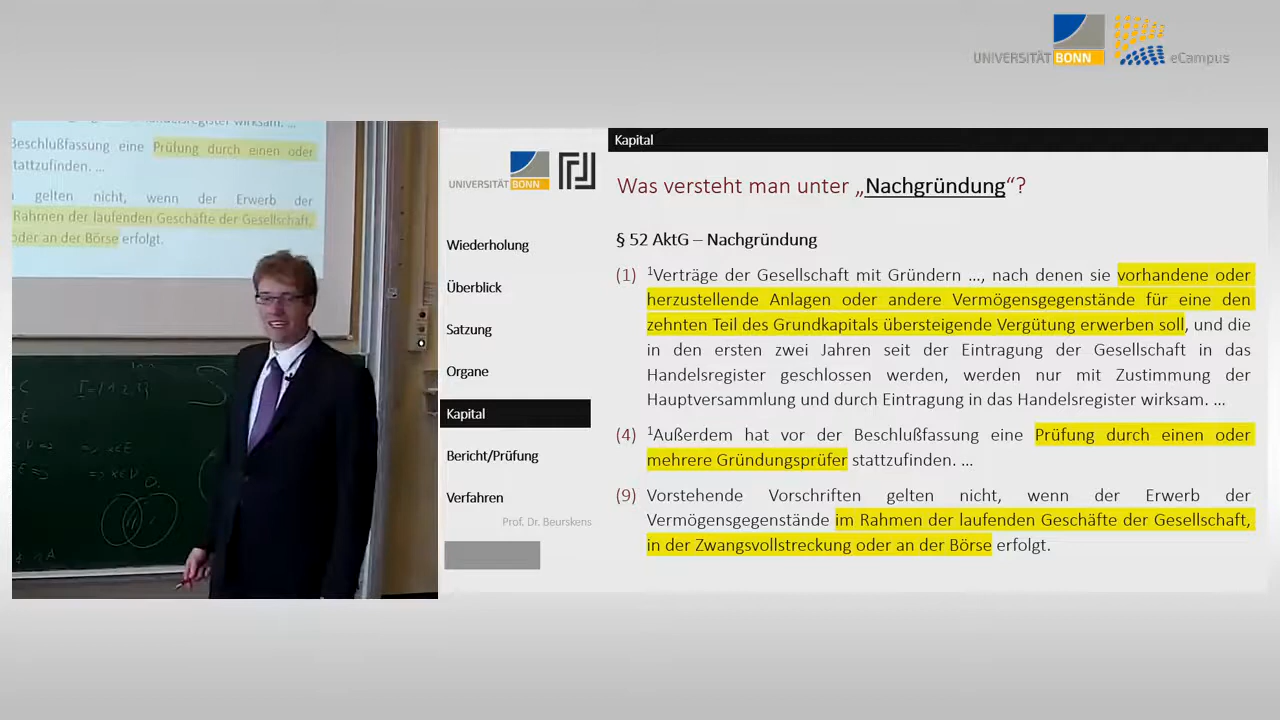 UNIVERSITÄT BONN
eCampus
handelsregister wirksam. ...
Beschlußfassung eine Prüfung durch einen oder
stattzufinden. ...
gelten nicht, wenn der Erwerb der
Rahmen der laufenden Geschäfte der Gesellschaft,
oder an der Börse erfolgt.
UNIVERSITÄT BONN
Wiederholung
Überblick
Satzung
Organe
Kapital
Bericht/Prüfung
Verfahren
Prof. Dr. Beurskens
Kapital
Was versteht man unter „Nachgründung“?
§ 52 AktG – Nachgründung
(1) ¹Verträge der Gesellschaft mit Gründern ..., nach denen sie vorhandene oder
herzustellende Anlagen oder andere Vermögensgegenstände für eine den
zehnten Teil des Grundkapitals übersteigende Vergütung erwerben soll, und die
in den ersten zwei Jahren seit der Eintragung der Gesellschaft in das
Handelsregister geschlossen werden, werden nur mit Zustimmung der
Hauptversammlung und durch Eintragung in das Handelsregister wirksam. ...
(4) ¹Außerdem hat vor der Beschlußfassung eine Prüfung durch einen oder
mehrere Gründungsprüfer stattzufinden. ...
(9) Vorstehende Vorschriften gelten nicht, wenn der Erwerb der
Vermögensgegenstände im Rahmen der laufenden Geschäfte der Gesellschaft,
in der Zwangsvollstreckung oder an der Börse erfolgt.